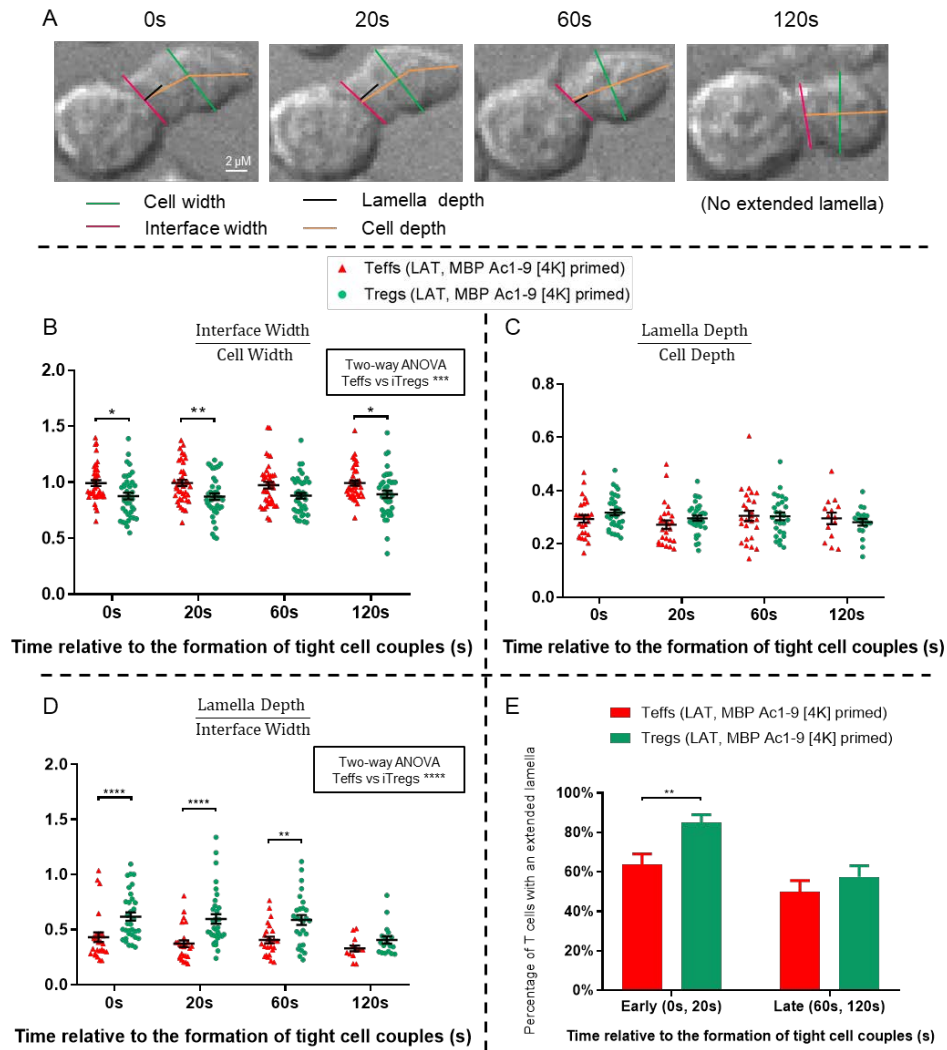 A
0s
20s
60s
120s
2 μM
Cell width
Lamella depth
Interface width
Cell depth
(No extended lamella)
Teffs (LAT, MBP Ac1-9 [4K] primed)
Tregs (LAT, MBP Ac1-9 [4K] primed)
B
Interface Width
Cell Width
Two-way ANOVA
Teffs vs iTregs ***
2.0
1.5
1.0
0.5
0.0
*
**
*
0s
20s
60s
120s
Time relative to the formation of tight cell couples (s)
C
Lamella Depth
Cell Depth
0.8
0.6
0.4
0.2
0.0
0s
20s
60s
120s
Time relative to the formation of tight cell couples (s)
D
Lamella Depth
Interface Width
Two-way ANOVA
Teffs vs iTregs ****
2.0
1.5
1.0
0.5
0.0
****
****
**
0s
20s
60s
120s
Time relative to the formation of tight cell couples (s)
E
Teffs (LAT, MBP Ac1-9 [4K] primed)
Tregs (LAT, MBP Ac1-9 [4K] primed)
Percentage of T cells with an extended lamella
100%
80%
60%
40%
20%
0%
**
Early (0s, 20s)
Late (60s, 120s)
Time relative to the formation of tight cell couples (s)